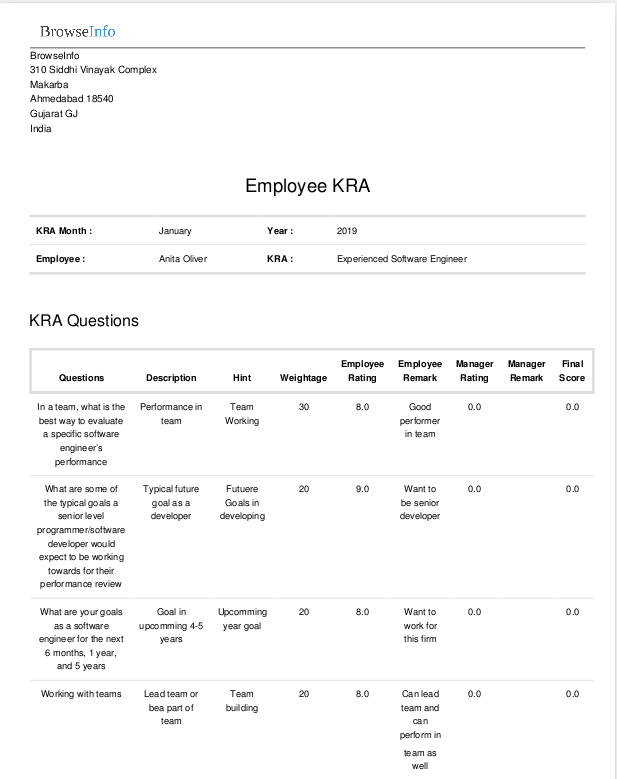 BrowseInfo
BrowseInfo
310 Siddhi Vinayak Complex
Makarba
Ahmedabad 18540
Gujarat GJ
India
Employee KRA
KRA Month : January Year : 2019
Employee : Anita Oliver KRA : Experienced Software Engineer
KRA Questions
Questions Description Hint Weightage Employee Rating Employee Remark Manager Rating Manager Remark Final Score
In a team, what is the Performance in Team 30 8.0 Good 0.0 0.0
best way to evaluate team Working performer
a specific software in team
engineer's
performance
What are some of Typical future Futuere 20 9.0 Want to 0.0 0.0
the typical goals a goal as a Goals in be senior
senior level developer developing developer
programmer/software
developer would
expect to be working
towards for their
performance review
What are your goals Goal in Upcomming 20 8.0 Want to 0.0 0.0
as a software upcomming 4-5 year goal work for
engineer for the next years this firm
6 months, 1 year,
and 5 years
Working with teams Lead team or Team 20 8.0 Can lead 0.0 0.0
bea part of building team and
team can
perform in
team as
well